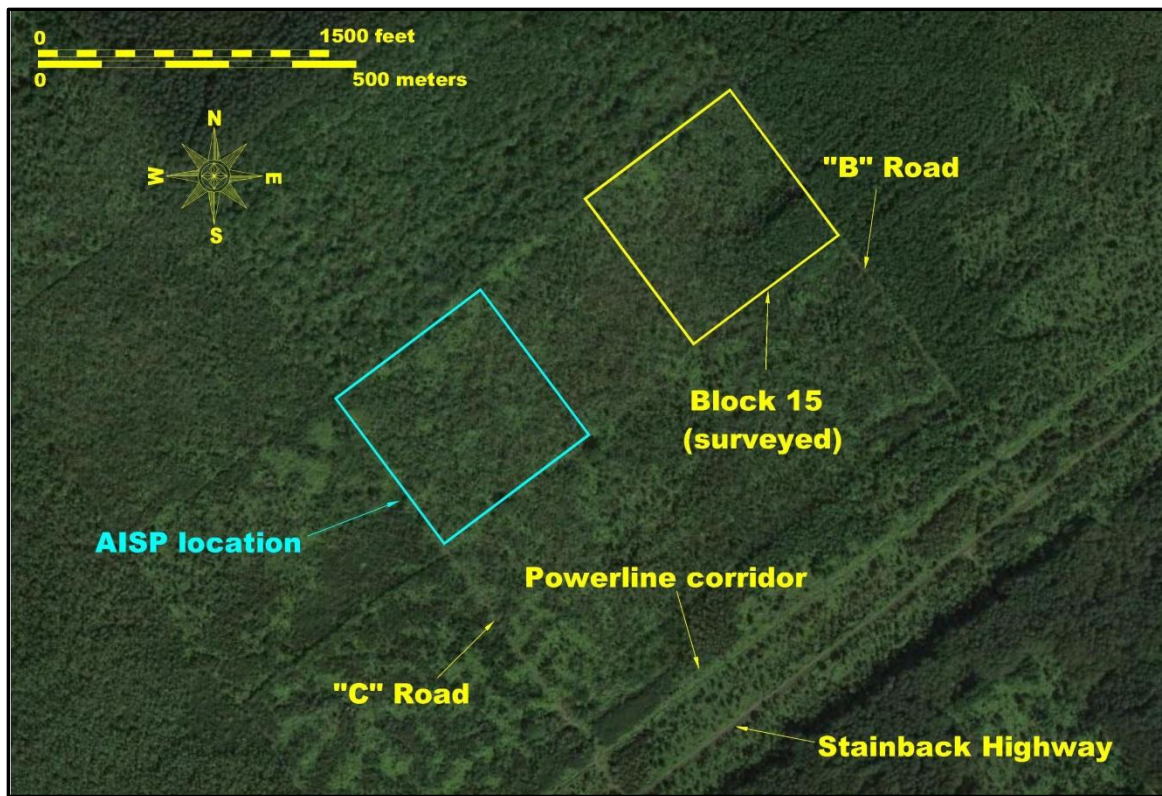 0 1500 feet
0 500 meters
N
W E
S
"B" Road
Block 15
(surveyed)
AISP location
Powerline corridor
"C" Road
Stainback Highway